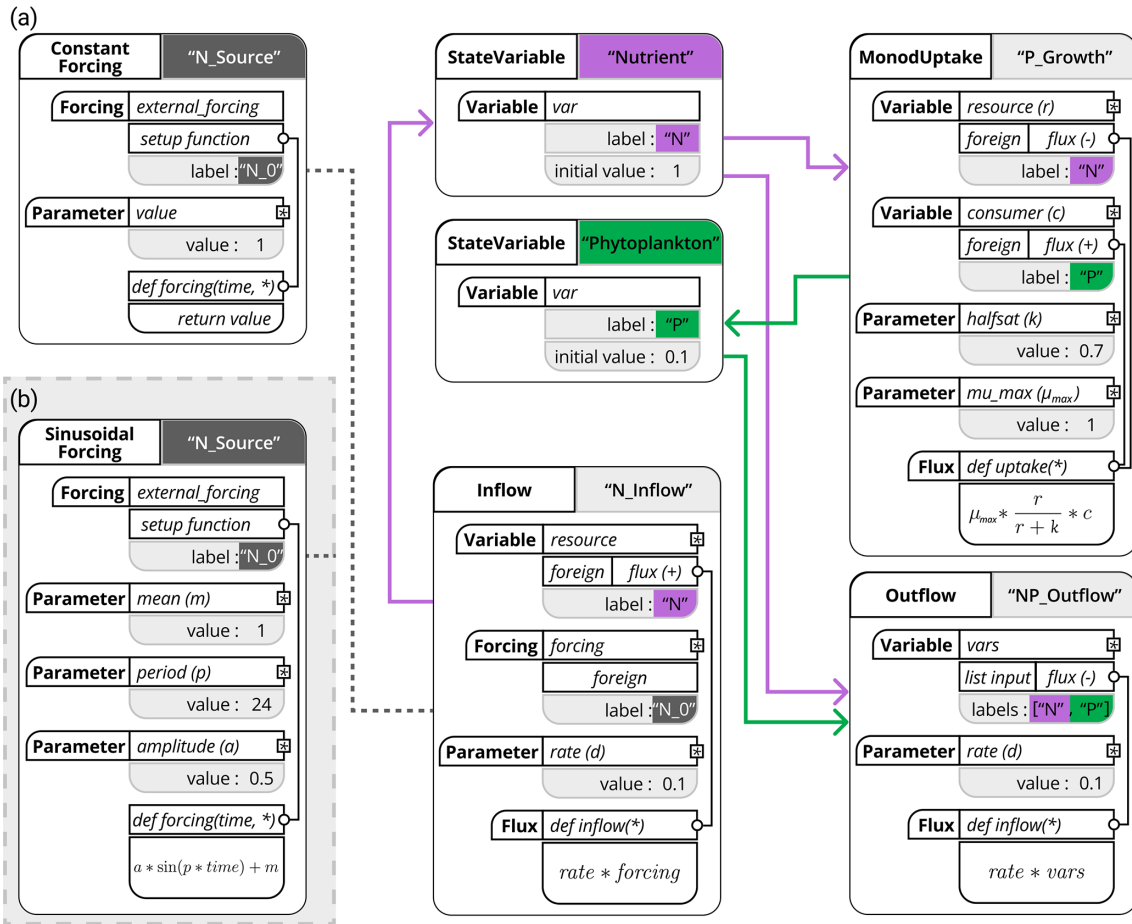 (a)
Constant
Forcing
“N_Source”
Forcing
external_forcing
setup function
label : “N_0”
Parameter
value
*
value : 1
def forcing(time, *)
return value
(b)
Sinusoidal
Forcing
“N_Source”
Forcing
external_forcing
setup function
label : “N_0”
Parameter
mean (m)
*
value : 1
Parameter
period (p)
*
value : 24
Parameter
amplitude (a)
*
value : 0.5
def forcing(time, *)
a ∗ sin(p ∗ time) + m
StateVariable
“Nutrient”
Variable
var
label : “N”
initial value : 1
StateVariable
“Phytoplankton”
Variable
var
label : “P”
initial value : 0.1
Inflow
“N_Inflow”
Variable
resource
*
foreign
flux (+)
label : “N”
Forcing
forcing
*
foreign
label : “N_0”
Parameter
rate (d)
*
value : 0.1
Flux
def inflow(*)
rate ∗ forcing
MonodUptake
“P_Growth”
Variable
resource (r)
*
foreign
flux (-)
label : “N”
Variable
consumer (c)
*
foreign
flux (+)
label : “P”
Parameter
halfsat (k)
*
value : 0.7
Parameter
mu_max (μmax)
*
value : 1
Flux
def uptake(*)
r
μmax ∗ ∗ c
r + k
Outflow
“NP_Outflow”
Variable
vars
*
list input
flux (-)
labels : [“N” , “P”]
Parameter
rate (d)
*
value : 0.1
Flux
def inflow(*)
rate ∗ vars